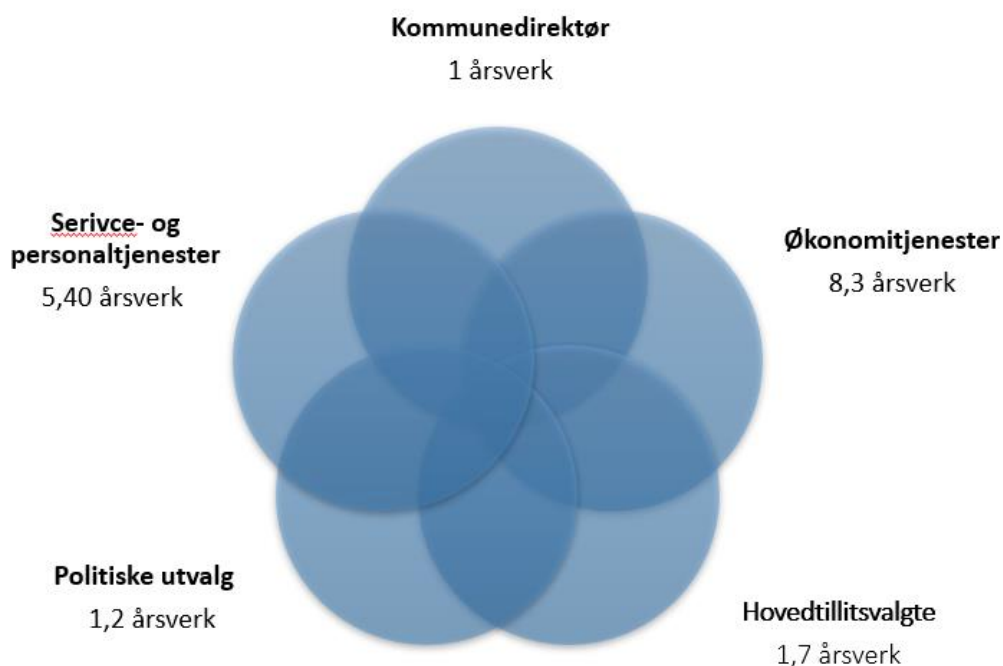 Kommunedirektør
1 årsverk
Økonomitjenester
8,3 årsverk
Hovedtillitsvalgte
1,7 årsverk
Politiske utvalg
1,2 årsverk
Serivce- og
personaltjenester
5,40 årsverk